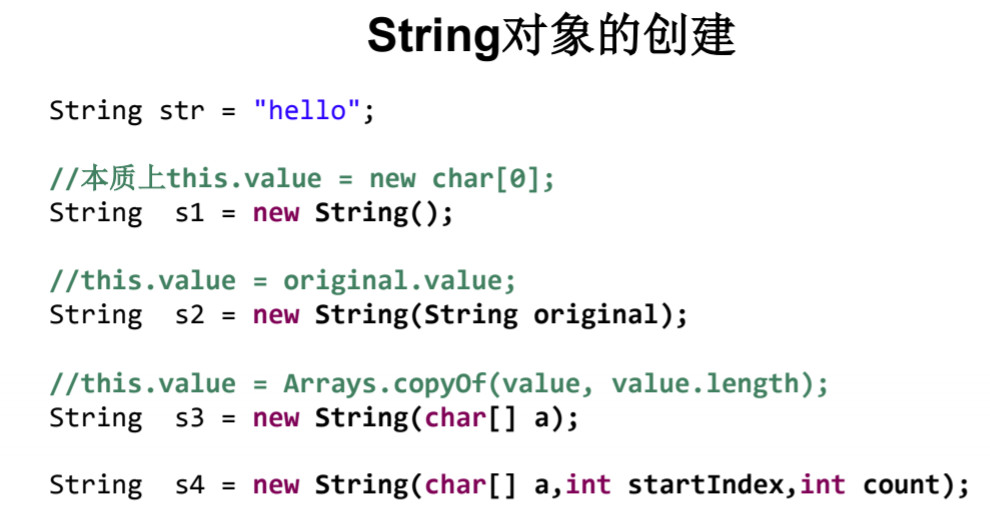 String对象的创建
String str = "hello";
//本质上this.value = new char[0];
String  s1 = new String();
//this.value = original.value;
String  s2 = new String(String original);
//this.value = Arrays.copyOf(value, value.length);
String  s3 = new String(char[] a);
String  s4 = new String(char[] a,int startIndex,int count);